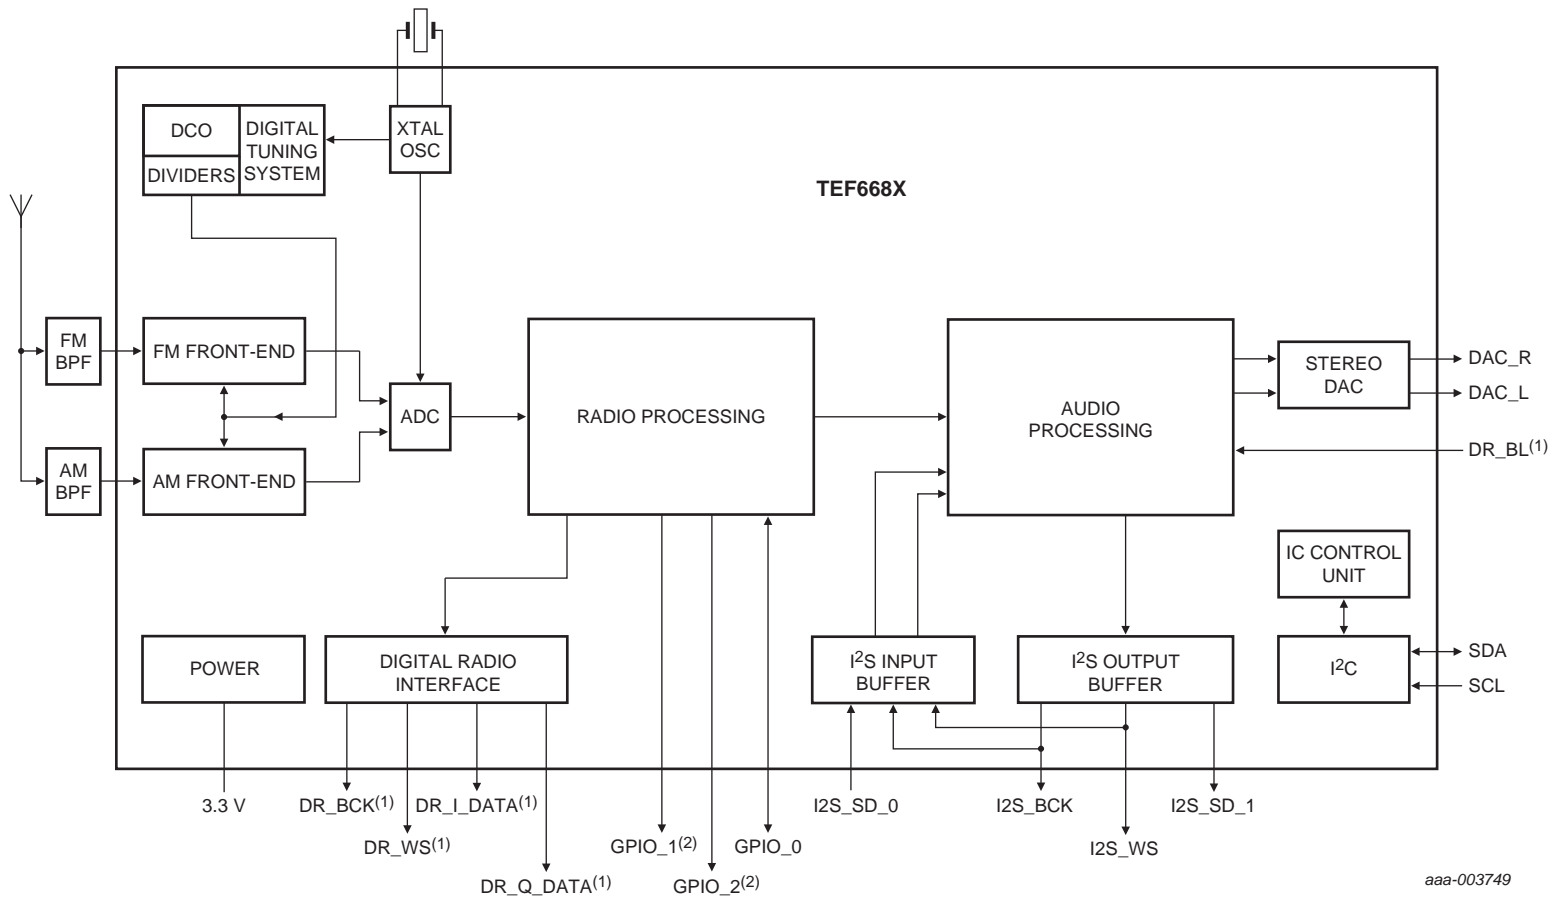 DCO
DIVIDERS
DIGITAL
TUNING
SYSTEM
XTAL
OSC
TEF668X
FM
BPF
FM FRONT-END
AM
BPF
AM FRONT-END
ADC
RADIO PROCESSING
AUDIO
PROCESSING
STEREO
DAC
DAC_R
DAC_L
DR_BL(1)
IC CONTROL
UNIT
POWER
DIGITAL RADIO
INTERFACE
I2S INPUT
BUFFER
I2S OUTPUT
BUFFER
I2C
SDA
SCL
3.3 V
DR_BCK(1)
DR_I_DATA(1)
I2S_SD_0
I2S_BCK
I2S_SD_1
DR_WS(1)
GPIO_1(2)
GPIO_0
I2S_WS
DR_Q_DATA(1)
GPIO_2(2)
aaa-003749